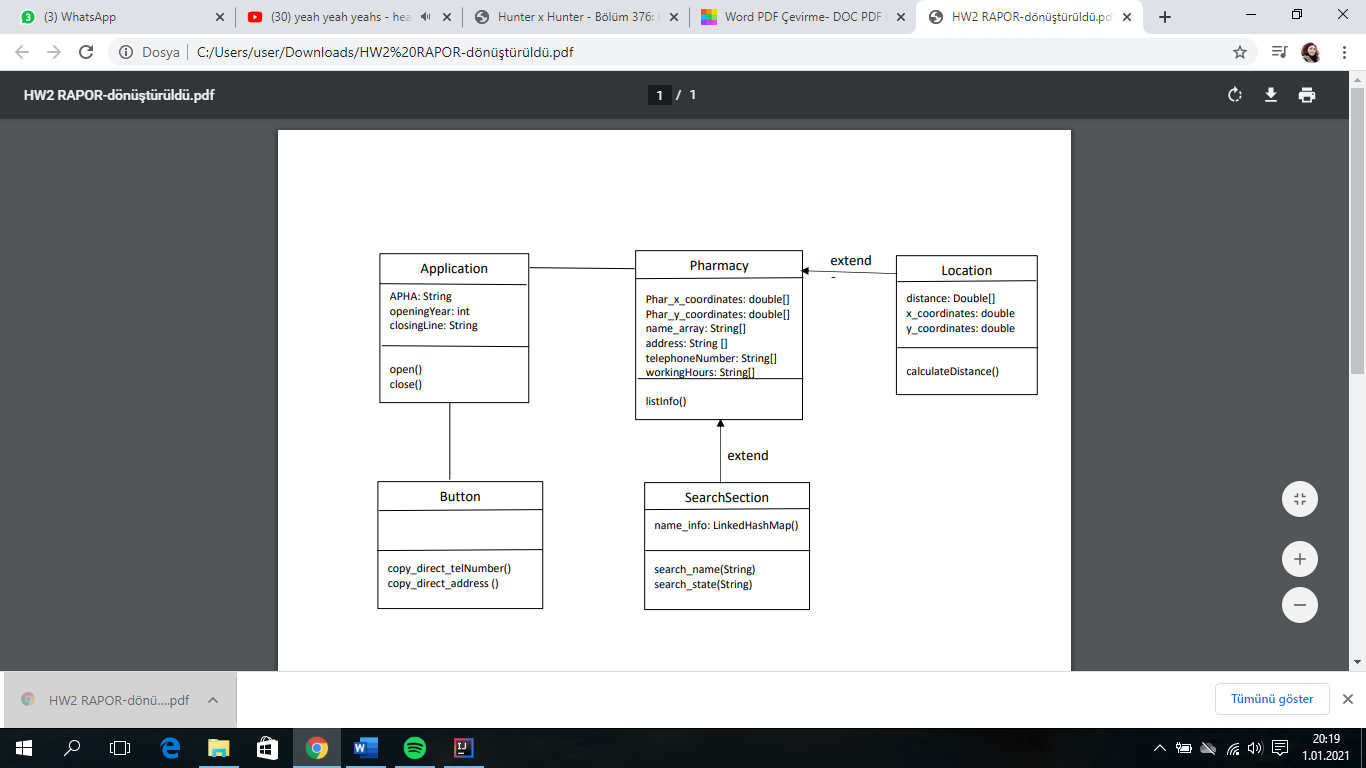 (3) WhatsApp
(30) yeah yeah yeahs - hea
Hunter x Hunter - Bölüm 376:
Word PDF Çevirme- DOC PDF
HW2 RAPOR-dönüştürüldü.pd
Dosya
C:/Users/user/Downloads/HW2%20RAPOR-dönüştürüldü.pdf
HW2 RAPOR-dönüştürüldü.pdf
1 / 1
Application
APHA: String
openingYear: int
closingLine: String
open()
close()
Pharmacy
Phar_x_coordinates: double[]
Phar_y_coordinates: double[]
name_array: String[]
address: String []
telephoneNumber: String[]
workingHours: String[]
listInfo()
extend
-
Location
distance: Double[]
x_coordinates: double
y_coordinates: double
calculateDistance()
extend
Button
copy_direct_telNumber()
copy_direct_address ()
SearchSection
name_info: LinkedHashMap()
search_name(String)
search_state(String)
HW2 RAPOR-dönü....pdf
Tümünü göster
20:19
1.01.2021